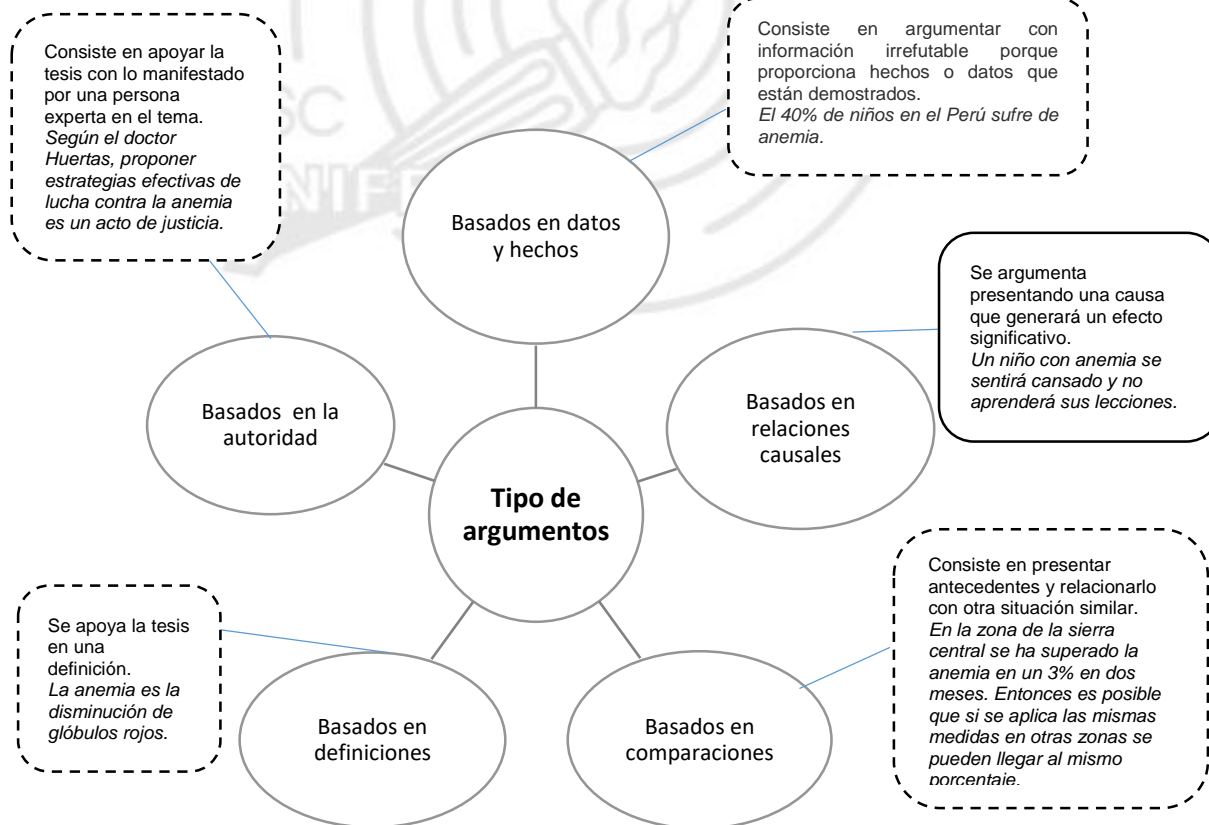 Consiste en apoyar la
tesis con lo manifestado
por una persona
experta en el tema.
Según el doctor
Huertas, proponer
estrategias efectivas de
lucha contra la anemia
es un acto de justicia.
Consiste en argumentar con
información irrefutable porque
proporciona hechos o datos que
están demostrados.
El 40% de niños en el Perú sufre de
anemia.
Basados en datos
y hechos
Se argumenta
presentando una causa
que generará un efecto
significativo.
Un niño con anemia se
sentirá cansado y no
aprenderá sus lecciones.
Basados en la
autoridad
Basados en
relaciones
causales
Tipo de
argumentos
Consiste en presentar
antecedentes y relacionarlo
con otra situación similar.
En la zona de la sierra
central se ha superado la
anemia en un 3% en dos
meses. Entonces es posible
que si se aplica las mismas
medidas en otras zonas se
pueden llegar al mismo
porcentaje.
Se apoya la tesis
en una
definición.
La anemia es la
disminución de
glóbulos rojos.
Basados en
definiciones
Basados en
comparaciones